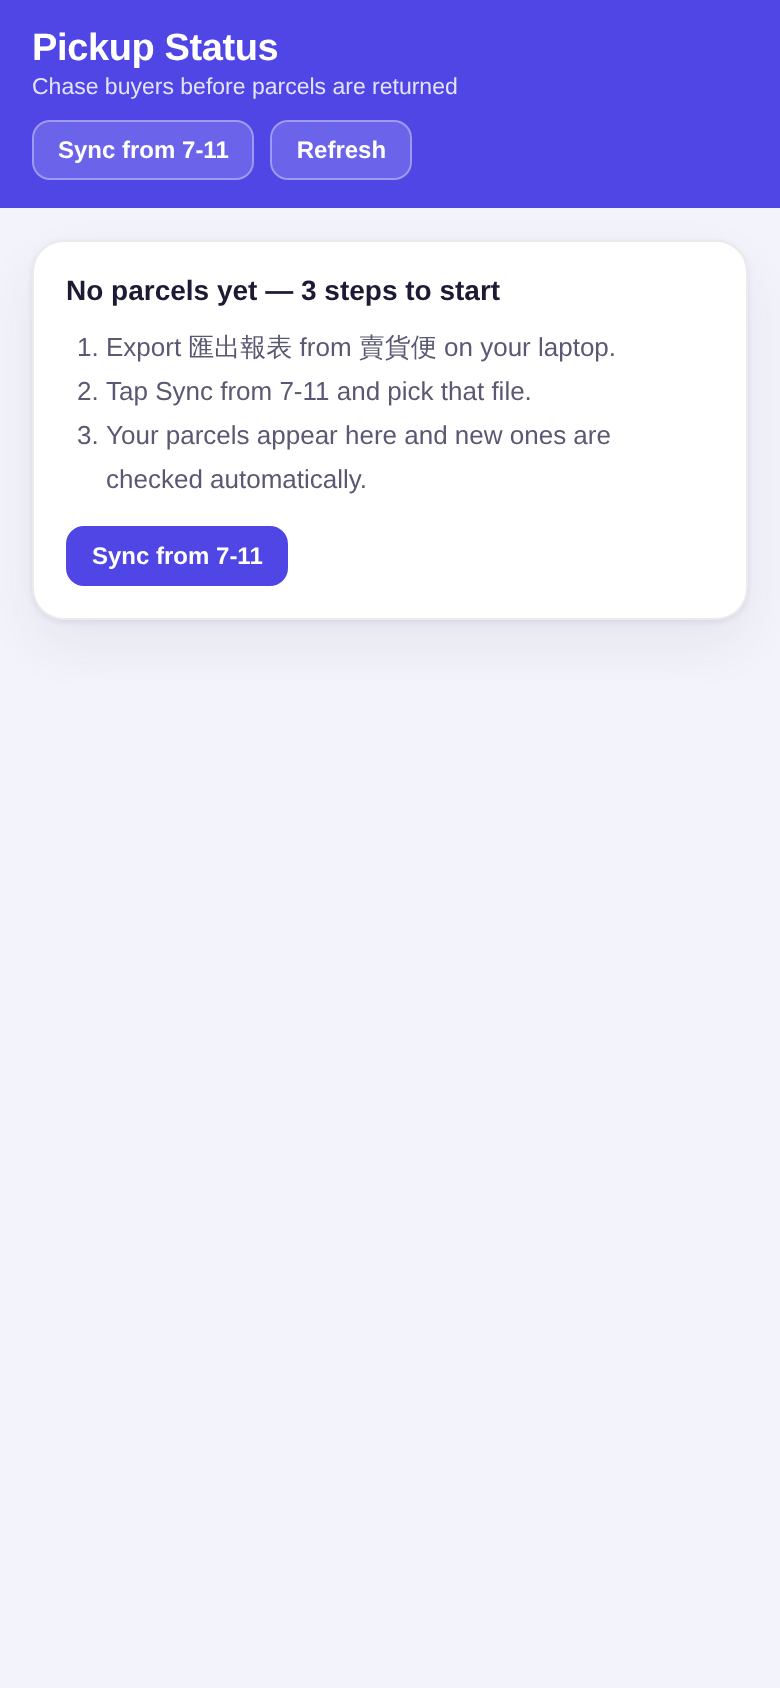 Pickup Status
Chase buyers before parcels are returned
Sync from 7-11 Refresh
No parcels yet — 3 steps to start
1. Export 匯出報表 from 賣貨便 on your laptop.
2. Tap Sync from 7-11 and pick that file.
3. Your parcels appear here and new ones are
checked automatically.
Sync from 7-11